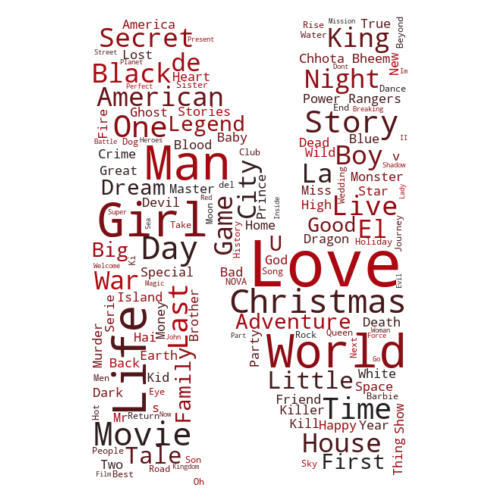 America
Secret
Lost
Street
Present
de
Black
Planet
Heart
Perfect
Sister
American
Fire
Ghost
Stories
Battle
Dog
Heroes
Baby
One
Legend
Crime
Blood
Club
Great
Man
Dream
Master
Devil
Red
del
City
Prince
Girl
Super
Sea
Moon
Take
Game
Home
History
Inside
Big
Day
U
Welcome
Ki
Special
Bad
God
Song
War
Magic
NOVA
Island
Serie
Money
Last
Brother
Murder
Life
Hai
John
Back
Earth
Family
Men
Kid
Dark
Eye
Hot
Mr
Return
s
Now
Movie
People
Two
Tale
Son
Film
Best
Road
Kingdom
Oh
Rise
Mission
True
Beyond
Water
King
Dont
Im
Night
Chhota Bheem
New
Dance
Power Rangers
End
Breaking
Story
Blue
II
Dead
Wild
Boy
v
Shadow
La
Monster
Miss
Wedding
Star
Lady
High
Live
Good
El
Journey
Dragon
Holiday
Love
Evil
Christmas
Adventure
Death
Part
Party
Rock
Queen
Woman
Force
World
Next
Go
Little
White
Space
Friend
Barbie
Killer
Time
Kill
Happy
Year
Thing
Show
House
Sky
First